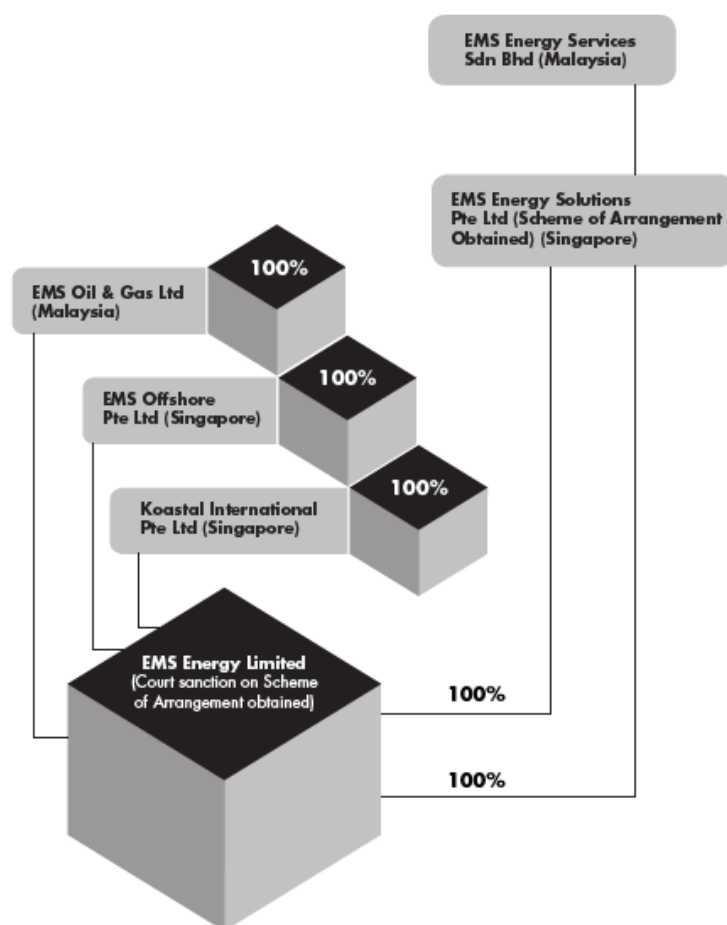 EMS Energy Services
Sdn Bhd (Malaysia)
EMS Energy Solutions
Pte Ltd (Scheme of Arrangement
Obtained) (Singapore)
100%
EMS Oil & Gas Ltd
(Malaysia)
100%
EMS Offshore
Pte Ltd (Singapore)
100%
Koastal International
Pte Ltd (Singapore)
EMS Energy Limited
(Court sanction on Scheme
of Arrangement obtained)
100%
100%